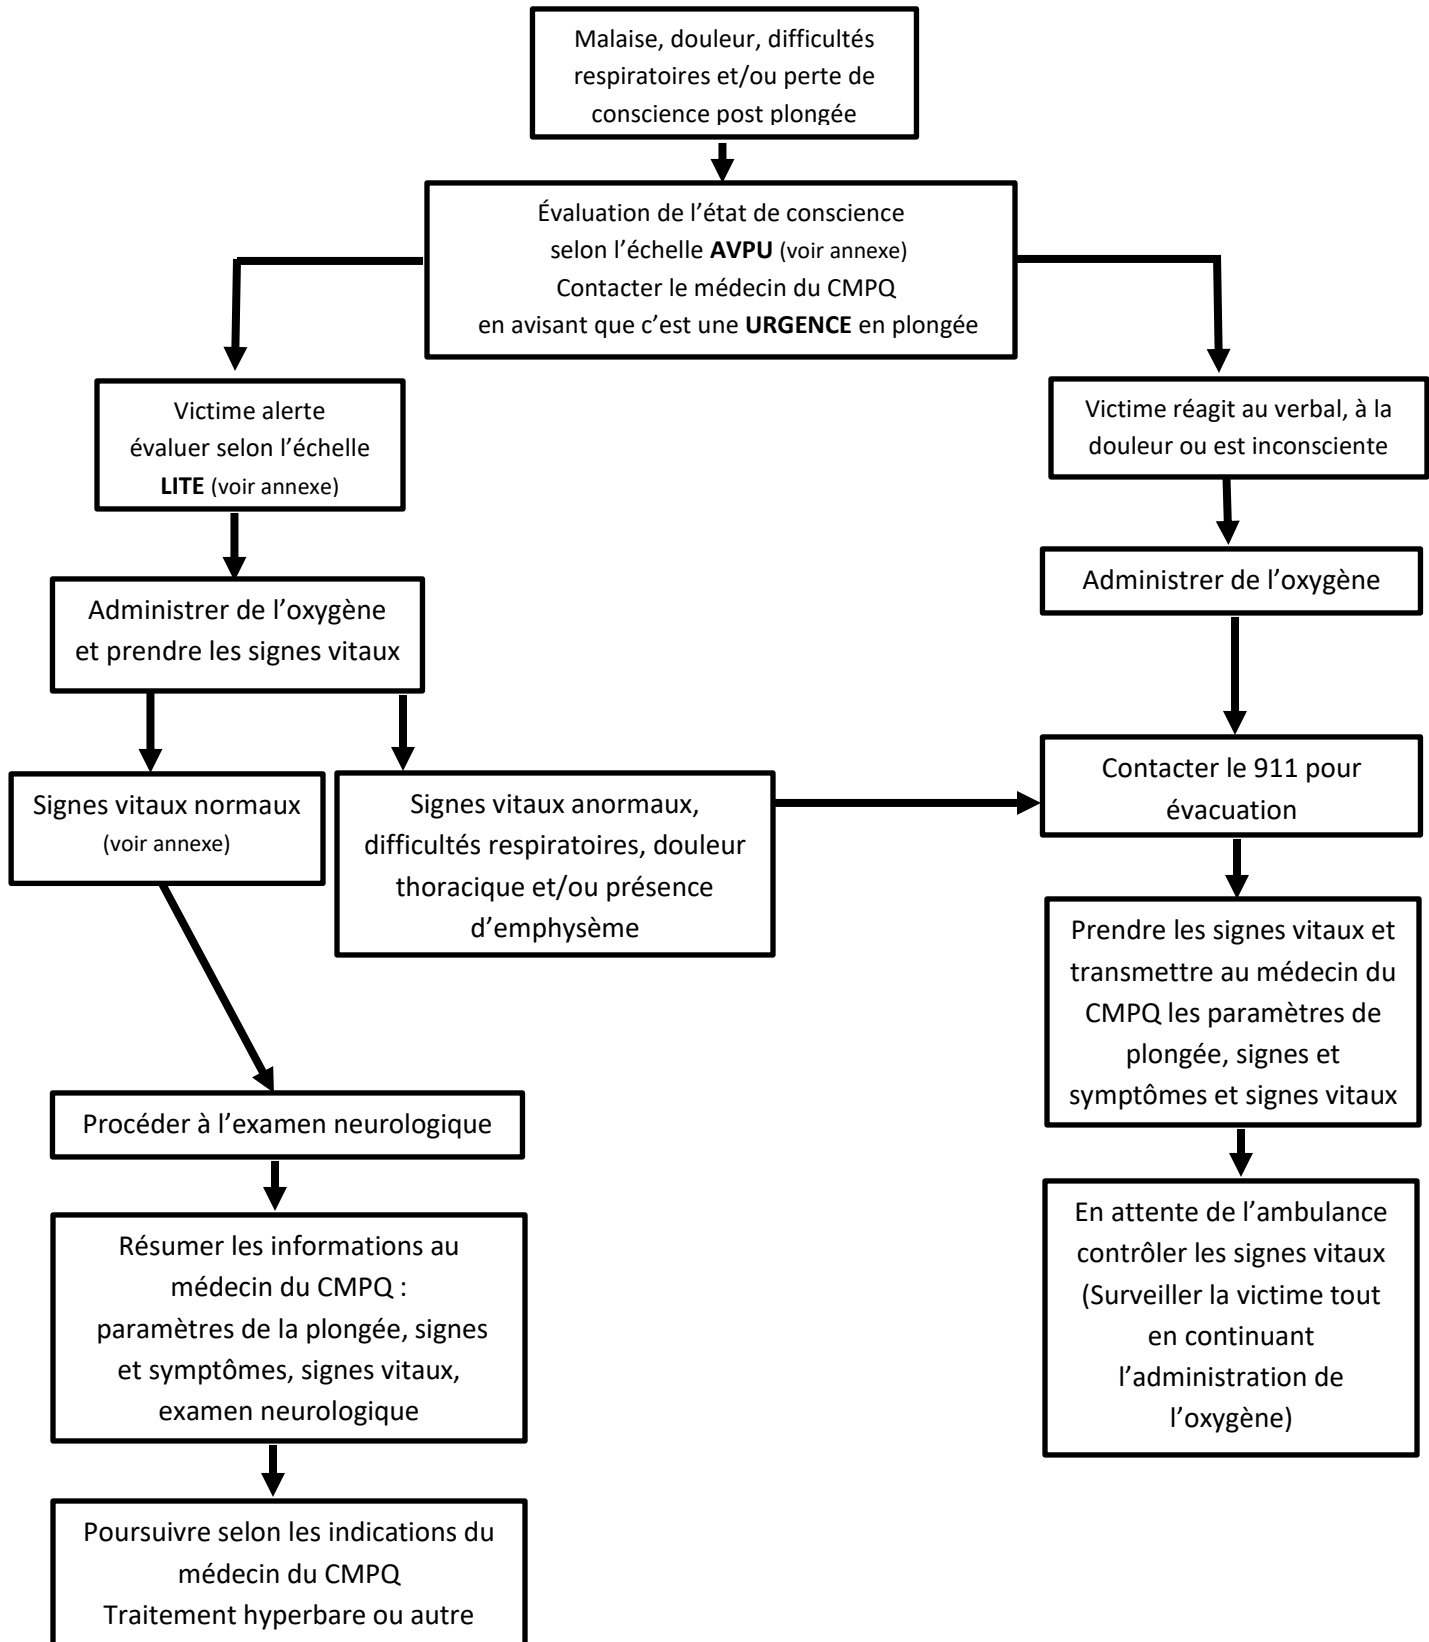 Malaise, douleur, difficultés
respiratoires et/ou perte de
conscience post plongée
Évaluation de l’état de conscience
selon l’échelle AVPU (voir annexe)
Contacter le médecin du CMPQ
en avisant que c’est une URGENCE en plongée
Victime alerte
évaluer selon l’échelle
LITE (voir annexe)
Victime réagit au verbal, à la
douleur ou est inconsciente
Administrer de l’oxygène
et prendre les signes vitaux
Administrer de l’oxygène
Signes vitaux normaux
(voir annexe)
Signes vitaux anormaux,
difficultés respiratoires, douleur
thoracique et/ou présence
d’emphysème
Contacter le 911 pour
évacuation
Prendre les signes vitaux et
transmettre au médecin du
CMPQ les paramètres de
plongée, signes et
symptômes et signes vitaux
Procéder à l’examen neurologique
Résumer les informations au
médecin du CMPQ :
paramètres de la plongée, signes
et symptômes, signes vitaux,
examen neurologique
En attente de l’ambulance
contrôler les signes vitaux
(Surveiller la victime tout
en continuant
l’administration de
l’oxygène)
Poursuivre selon les indications du
médecin du CMPQ
Traitement hyperbare ou autre